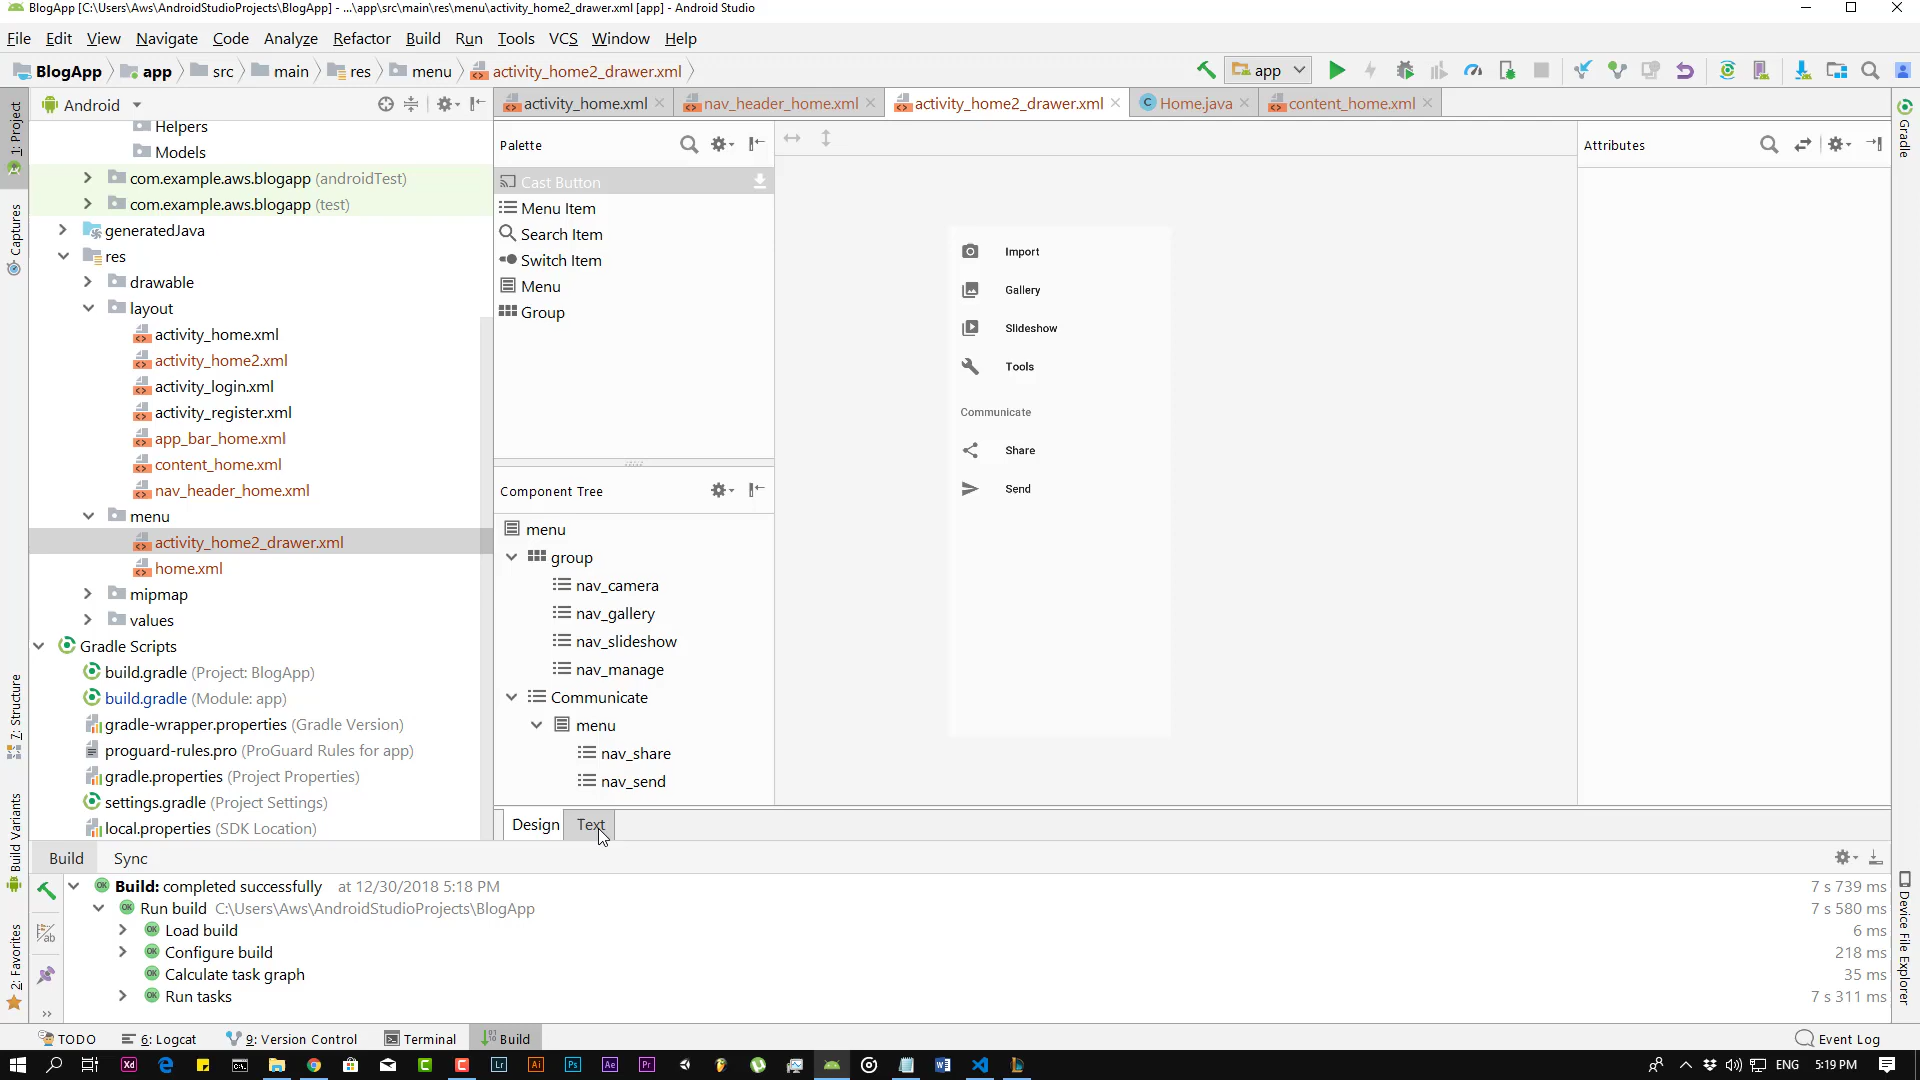 BlogApp [C:\Users\Aws\AndroidStudioProjects\BlogApp] - ...\app\src\main\res\menu\activity_home2_drawer.xml [app] - Android Studio
File Edit View Navigate Code Analyze Refactor Build Run Tools VCS Window Help
BlogApp app src main res menu activity_home2_drawer.xml
app
Android
activity_home.xml nav_header_home.xml activity_home2_drawer.xml Home.java content_home.xml
1: Project
Captures
7: Structure
Build Variants
2: Favorites
Helpers
Models
com.example.aws.blogapp (androidTest)
com.example.aws.blogapp (test)
generatedJava
res
drawable
layout
activity_home.xml
activity_home2.xml
activity_login.xml
activity_register.xml
app_bar_home.xml
content_home.xml
nav_header_home.xml
menu
activity_home2_drawer.xml
home.xml
mipmap
values
Gradle Scripts
build.gradle (Project: BlogApp)
build.gradle (Module: app)
gradle-wrapper.properties (Gradle Version)
proguard-rules.pro (ProGuard Rules for app)
gradle.properties (Project Properties)
settings.gradle (Project Settings)
local.properties (SDK Location)
Palette
Cast Button
Menu Item
Search Item
Switch Item
Menu
Group
Component Tree
menu
group
nav_camera
nav_gallery
nav_slideshow
nav_manage
Communicate
menu
nav_share
nav_send
Design Text
Import
Gallery
Slideshow
Tools
Communicate
Share
Send
Attributes
Gradle
Device File Explorer
Build Sync
Build: completed successfully at 12/30/2018 5:18 PM 7 s 739 ms
Run build C:\Users\Aws\AndroidStudioProjects\BlogApp 7 s 580 ms
Load build 6 ms
Configure build 218 ms
Calculate task graph 35 ms
Run tasks 7 s 311 ms
TODO 6: Logcat 9: Version Control Terminal Build Event Log
Xd Lr Ai Ps Ae Pr ENG 5:19 PM